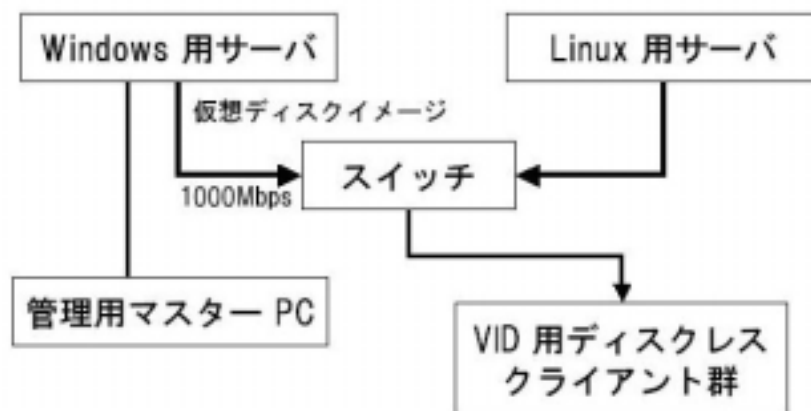 Windows 用サーバ
Linux 用サーバ
仮想ディスクイメージ
スイッチ
1000Mbps
管理用マスター PC
VID 用ディスクレス
クライアント群